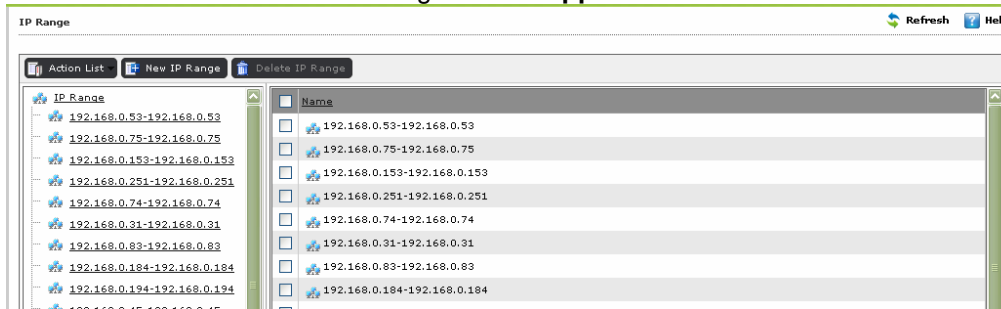 IP Range
Refresh
Action List
New IP Range
Delete IP Range
IP Range
192.168.0.53-192.168.0.53
192.168.0.75-192.168.0.75
192.168.0.153-192.168.0.153
192.168.0.251-192.168.0.251
192.168.0.74-192.168.0.74
192.168.0.31-192.168.0.31
192.168.0.83-192.168.0.83
192.168.0.184-192.168.0.184
192.168.0.194-192.168.0.194
Name
192.168.0.53-192.168.0.53
192.168.0.75-192.168.0.75
192.168.0.153-192.168.0.153
192.168.0.251-192.168.0.251
192.168.0.74-192.168.0.74
192.168.0.31-192.168.0.31
192.168.0.83-192.168.0.83
192.168.0.184-192.168.0.184